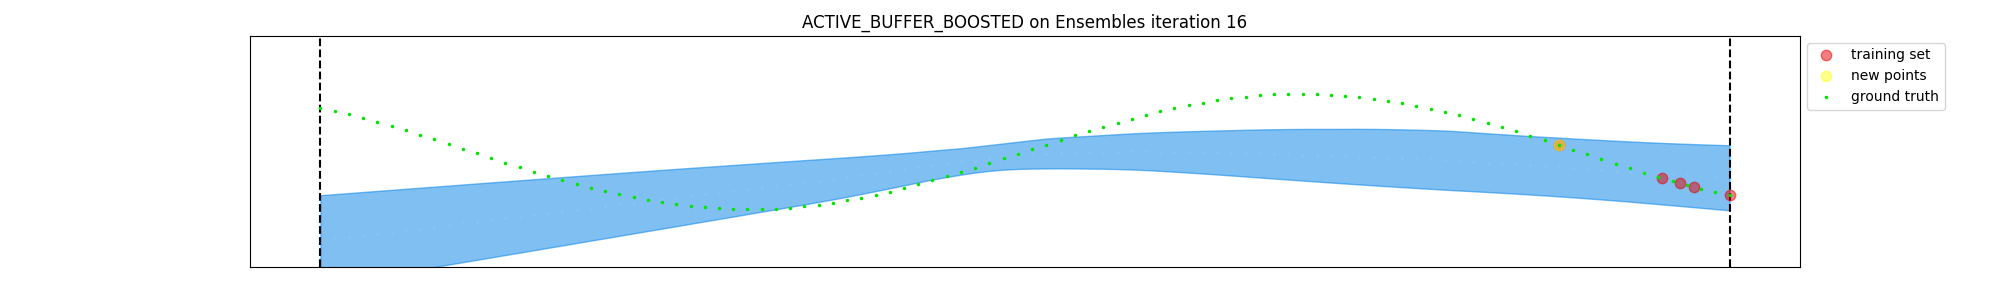 ACTIVE_BUFFER_BOOSTED on Ensembles iteration 16
training set
new points
ground truth